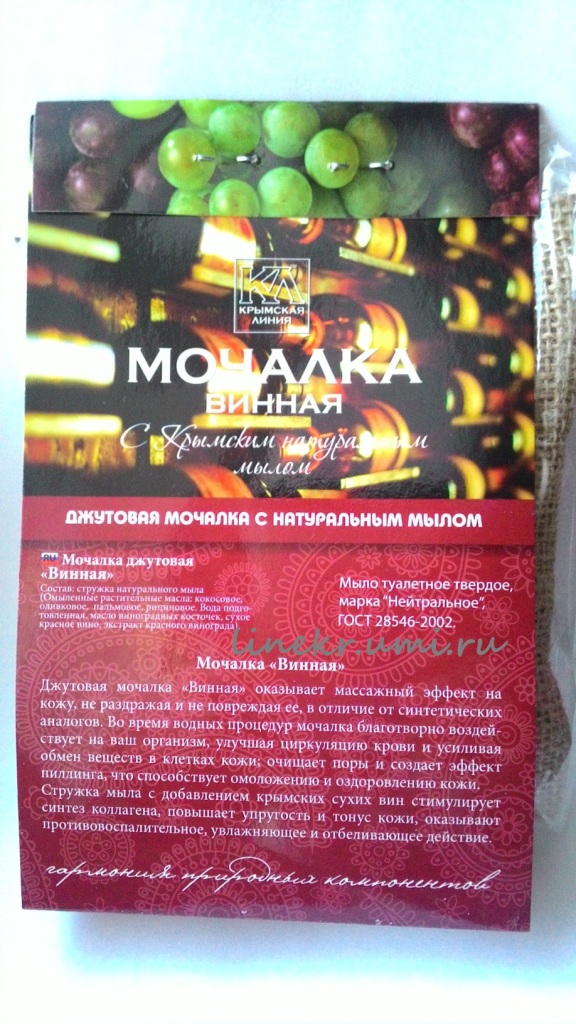 КЛ
КРЫМСКАЯ
ЛИНИЯ
МОЧАЛКА
ВИННАЯ
С Крымским натуральным
мылом
ДЖУТОВАЯ МОЧАЛКА С НАТУРАЛЬНЫМ МЫЛОМ
RU Мочалка джутовая
«Винная»
Состав: стружка натурального мыла
(Омыленные растительные масла: кокосовое,
оливковое, пальмовое, рициновое. Вода подго-
товленная, масло виноградных косточек, сухое
красное вино, экстракт красного винограда)
Мыло туалетное твердое,
марка "Нейтральное",
ГОСТ 28546-2002.
linekr.umi.ru
Мочалка «Винная»
Джутовая мочалка «Винная» оказывает массажный эффект на
кожу, не раздражая и не повреждая ее, в отличие от синтетических
аналогов. Во время водных процедур мочалка благотворно воздей-
ствует на ваш организм, улучшая циркуляцию крови и усиливая
обмен веществ в клетках кожи; очищает поры и создает эффект
пиллинга, что способствует омоложению и оздоровлению кожи.
Стружка мыла с добавлением крымских сухих вин стимулирует
синтез коллагена, повышает упругость и тонус кожи, оказывают
противовоспалительное, увлажняющее и отбеливающее действие.
гармония природных компонентов